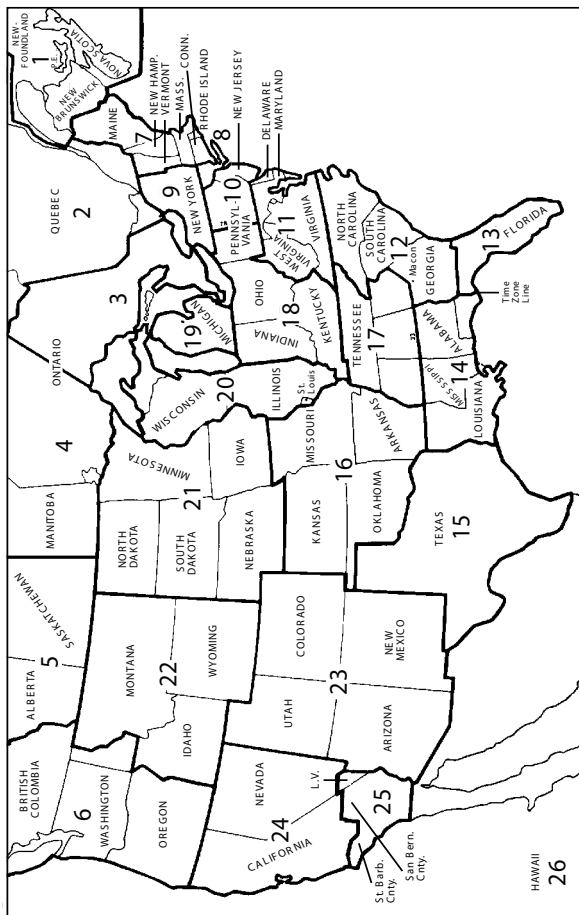 NEW-
FOUNDLAND
1
P.E.
NOVA SCOTIA
NEW
BRUNSWICK
QUEBEC
2
MAINE
NEW HAMP.
VERMONT
MASS.
CONN.
RHODE ISLAND
7
8
NEW JERSEY
DELAWARE
MARYLAND
9
NEW YORK
10
PENNSYL-
VANIA
3
ONTARIO
4
MANITOBA
SASKATCHEWAN
5
ALBERTA
BRITISH
COLOMBIA
6
WASHINGTON
OREGON
IDAHO
MONTANA
22
WYOMING
NORTH
DAKOTA
SOUTH
DAKOTA
NEBRASKA
21
MINNESOTA
IOWA
WISCONSIN
20
ILLINOIS
St.
Louis
19
MICHIGAN
OHIO
18
INDIANA
KENTUCKY
WEST
VIRGINIA
11
VIRGINIA
NORTH
CAROLINA
SOUTH
CAROLINA
12
Macon
GEORGIA
13
FLORIDA
Time
Zone
Line
TENNESSEE
17
ALABAMA
MISSISSIPPI
14
LOUISIANA
MISSOURI
ARKANSAS
16
KANSAS
OKLAHOMA
TEXAS
15
COLORADO
NEW
MEXICO
23
UTAH
ARIZONA
L.V.
NEVADA
24
CALIFORNIA
25
San Bern.
Cnty.
St. Barb.
Cnty.
HAWAII
26